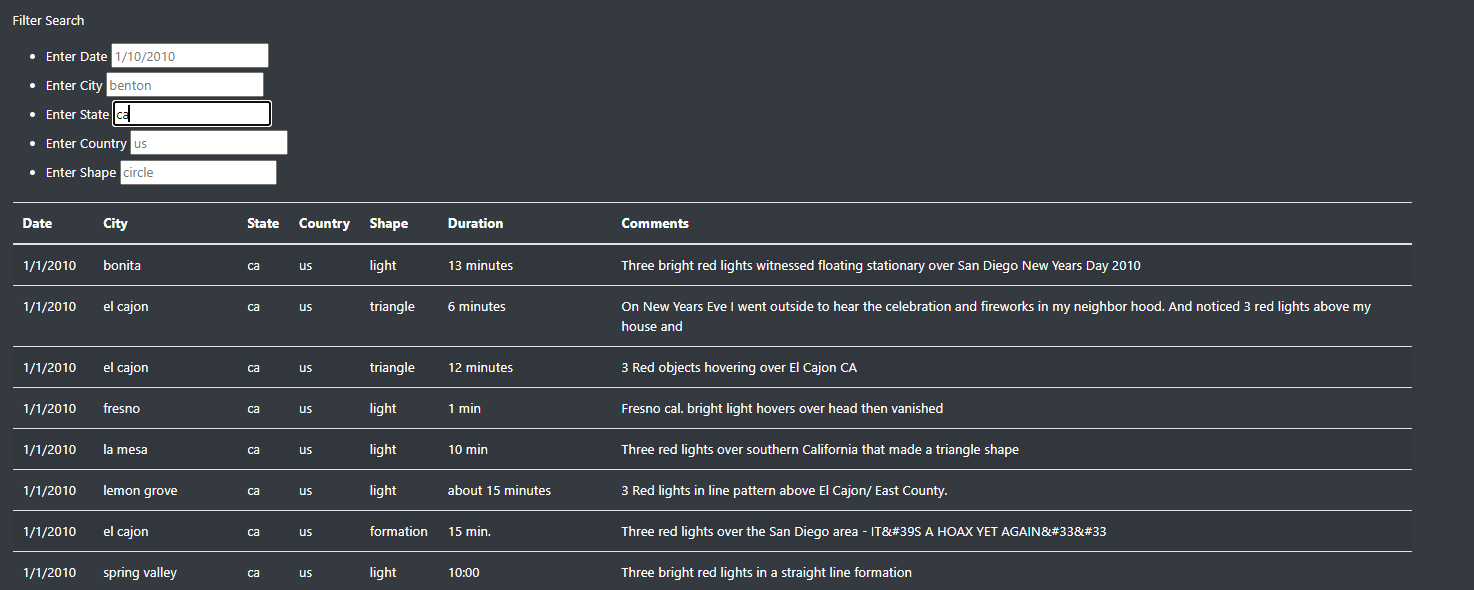 Filter Search
Enter Date 1/10/2010
Enter City benton
Enter State ca
Enter Country us
Enter Shape circle
Date City State Country Shape Duration Comments
1/1/2010 bonita ca us light 13 minutes Three bright red lights witnessed floating stationary over San Diego New Years Day 2010
1/1/2010 el cajon ca us triangle 6 minutes On New Years Eve I went outside to hear the celebration and fireworks in my neighbor hood. And noticed 3 red lights above my
house and
1/1/2010 el cajon ca us triangle 12 minutes 3 Red objects hovering over El Cajon CA
1/1/2010 fresno ca us light 1 min Fresno cal. bright light hovers over head then vanished
1/1/2010 la mesa ca us light 10 min Three red lights over southern California that made a triangle shape
1/1/2010 lemon grove ca us light about 15 minutes 3 Red lights in line pattern above El Cajon/ East County.
1/1/2010 el cajon ca us formation 15 min. Three red lights over the San Diego area - IT&#39S A HOAX YET AGAIN&#33&#33
1/1/2010 spring valley ca us light 10:00 Three bright red lights in a straight line formation